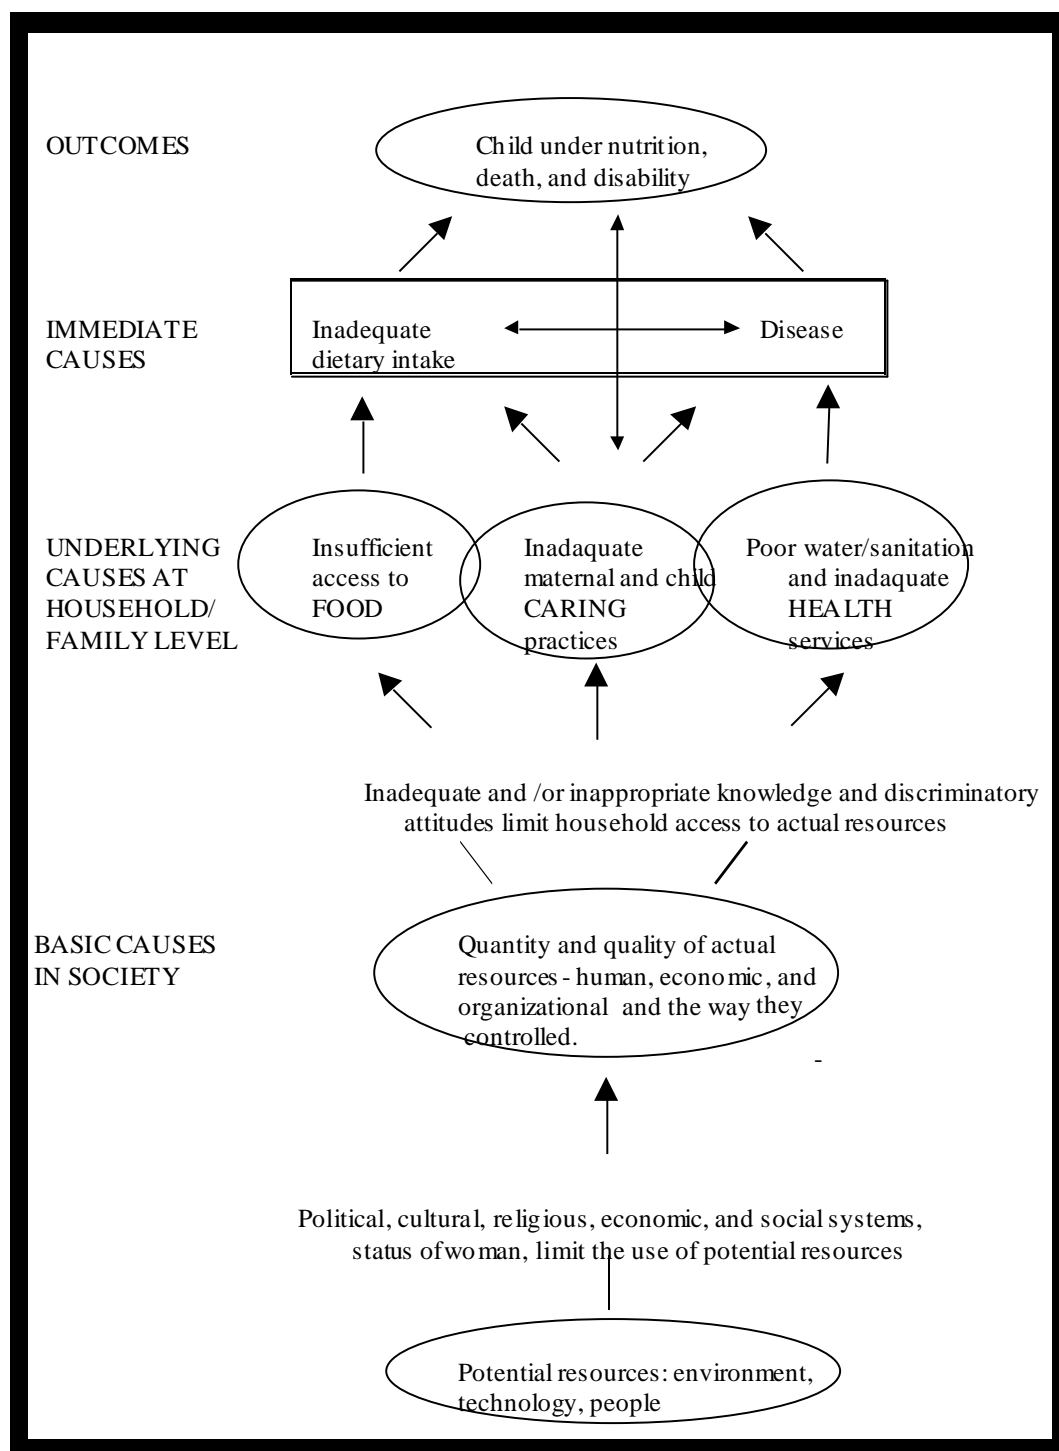 OUTCOMES
Child under nutrition,
death, and disability
IMMEDIATE
CAUSES
Inadequate
dietary intake
Disease
UNDERLYING
CAUSES AT
HOUSEHOLD/
FAMILY LEVEL
Insufficient
access to
FOOD
Inadaquate
maternal and child
CARING
practices
Poor water/sanitation
and inadaquate
HEALTH
services
Inadequate and /or inappropriate knowledge and discriminatory
attitudes limit household access to actual resources
BASIC CAUSES
IN SOCIETY
Quantity and quality of actual
resources - human, economic, and
organizational and the way they
controlled.
-
Political, cultural, religious, economic, and social systems,
status of woman, limit the use of potential resources
Potential resources: environment,
technology, people